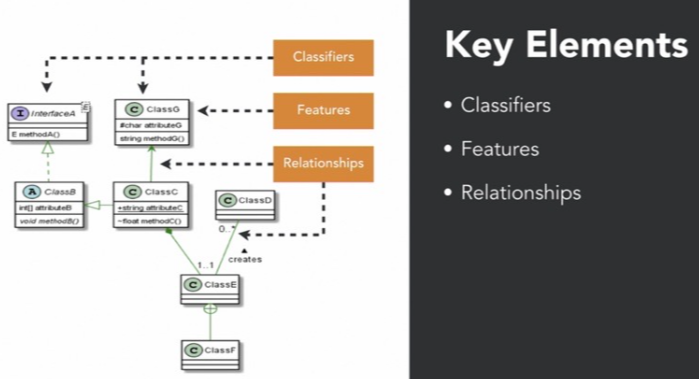 Key Elements
• Classifiers
• Features
• Relationships
Classifiers
Features
Relationships
I InterfaceA E
E methodA()
C ClassG
#char attributeG
string methodG()
A ClassB
int[] attributeB
void methodB()
C ClassC
+string attributeC
~float methodC()
C ClassD
0..*
creates
1..1
C ClassE
C ClassF